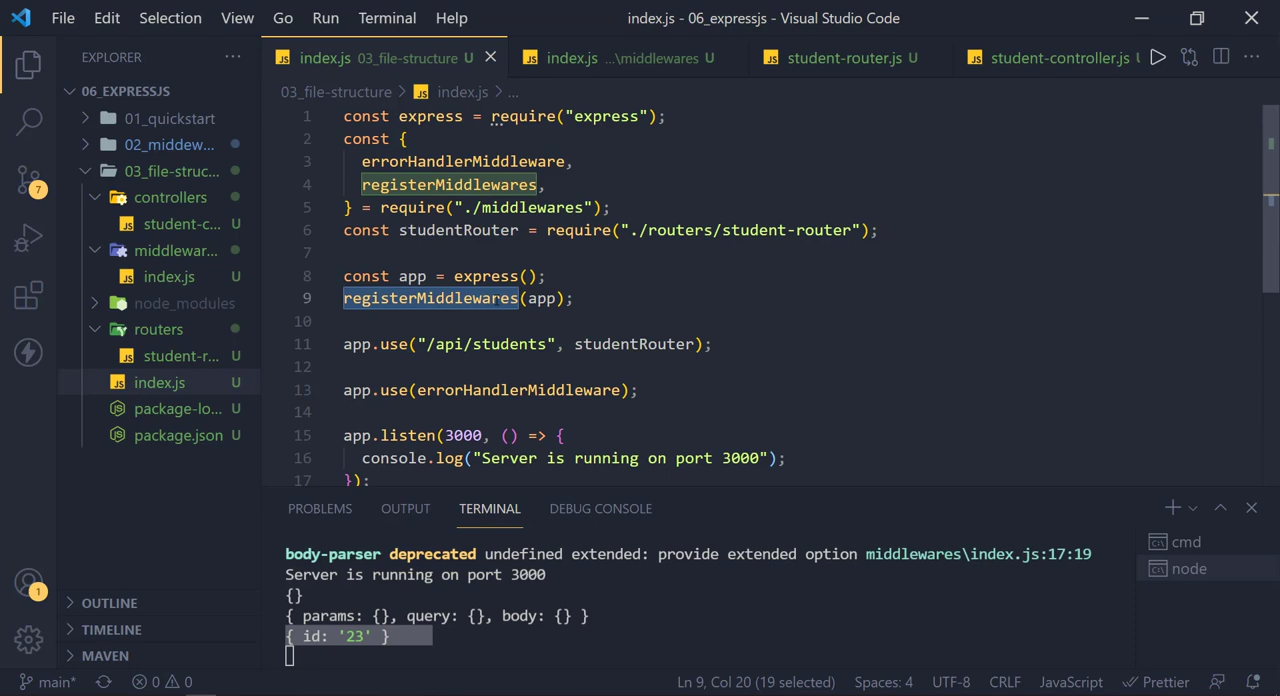 File Edit Selection View Go Run Terminal Help index.js - 06_expressjs - Visual Studio Code
EXPLORER
index.js 03_file-structure U
index.js ...\middlewares U
student-router.js U
student-controller.js
03_file-structure > index.js > ...
06_EXPRESSJS
01_quickstart
02_middew...
03_file-struc...
controllers
student-c... U
middlewar...
index.js U
node_modules
routers
student-r... U
index.js U
package-lo... U
package.json U
OUTLINE
TIMELINE
MAVEN
7
1
1 const express = require("express");
2 const {
3 errorHandlerMiddleware,
4 registerMiddlewares,
5 } = require("./middlewares");
6 const studentRouter = require("./routers/student-router");
7
8 const app = express();
9 registerMiddlewares(app);
10
11 app.use("/api/students", studentRouter);
12
13 app.use(errorHandlerMiddleware);
14
15 app.listen(3000, () => {
16 console.log("Server is running on port 3000");
17 });
PROBLEMS OUTPUT TERMINAL DEBUG CONSOLE
body-parser deprecated undefined extended: provide extended option middlewares\index.js:17:19
Server is running on port 3000
{}
{ params: {}, query: {}, body: {} }
{ id: '23' }
cmd
node
main* 0 0 Ln 9, Col 20 (19 selected) Spaces: 4 UTF-8 CRLF JavaScript Prettier